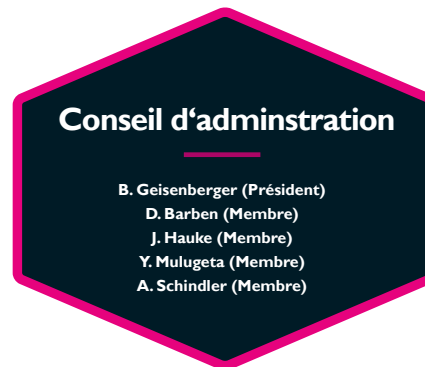 Conseil d‘adminstration
B. Geisenberger (Président)
D. Barben (Membre)
J. Hauke (Membre)
Y. Mulugeta (Membre)
A. Schindler (Membre)